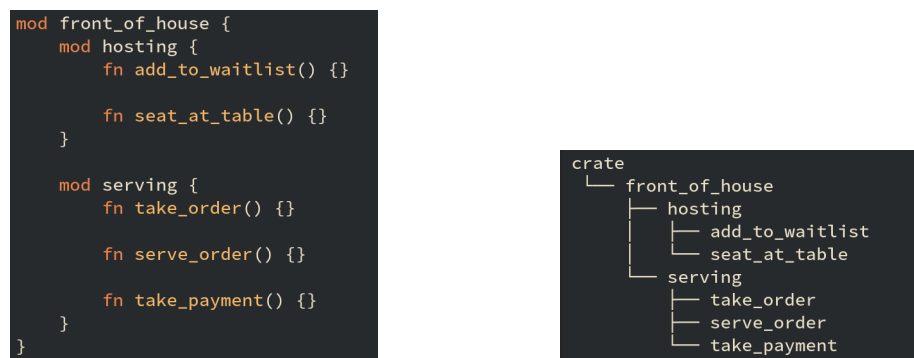 mod front_of_house {
    mod hosting {
        fn add_to_waitlist() {}

        fn seat_at_table() {}
    }

    mod serving {
        fn take_order() {}

        fn serve_order() {}

        fn take_payment() {}
    }
}
crate
 └── front_of_house
     ├── hosting
     │   ├── add_to_waitlist
     │   └── seat_at_table
     └── serving
         ├── take_order
         ├── serve_order
         └── take_payment